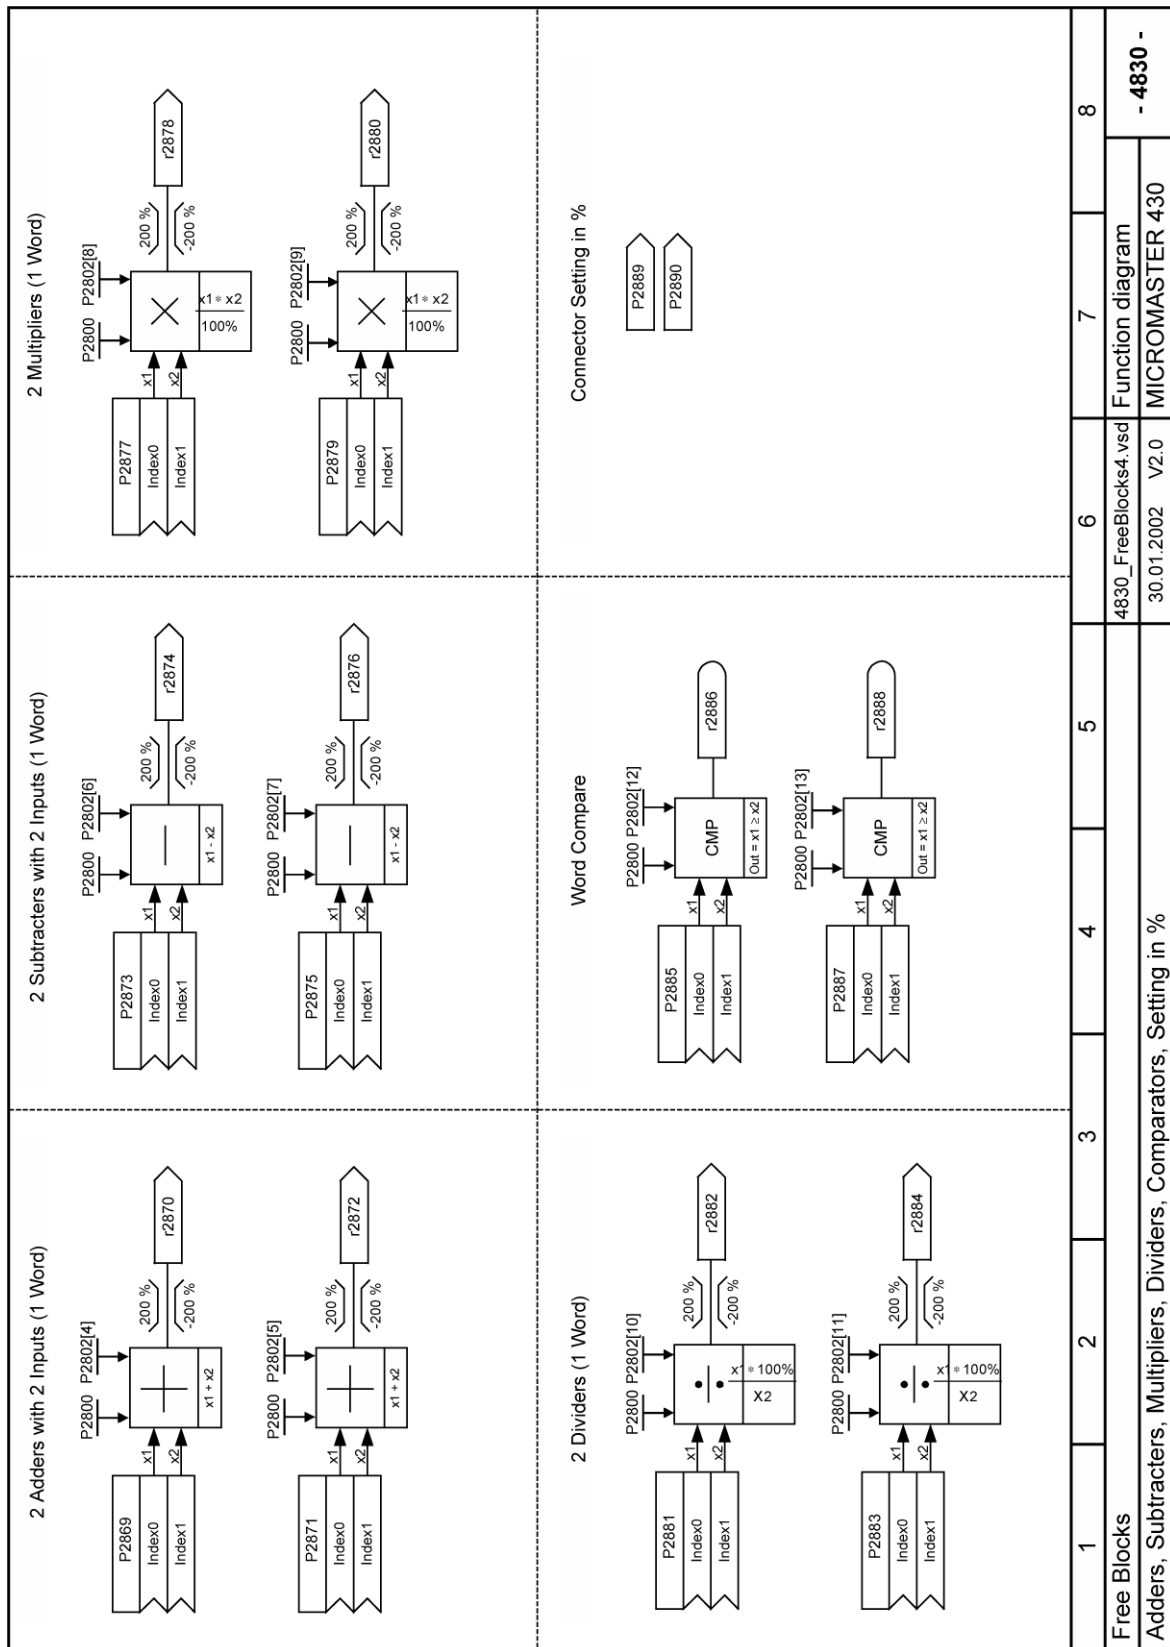 2 Adders with 2 Inputs (1 Word)
P2800 P2802[4]
P2869
Index0
Index1
x1
x2
x1 + x2
200 %
-200 %
r2870
P2800 P2802[5]
P2871
Index0
Index1
x1
x2
x1 + x2
200 %
-200 %
r2872
2 Subtracters with 2 Inputs (1 Word)
P2800 P2802[6]
P2873
Index0
Index1
x1
x2
x1 - x2
200 %
-200 %
r2874
P2800 P2802[7]
P2875
Index0
Index1
x1
x2
x1 - x2
200 %
-200 %
r2876
2 Multipliers (1 Word)
P2800 P2802[8]
P2877
Index0
Index1
x1
x2
x1 * x2
100%
200 %
-200 %
r2878
P2800 P2802[9]
P2879
Index0
Index1
x1
x2
x1 * x2
100%
200 %
-200 %
r2880
2 Dividers (1 Word)
P2800 P2802[10]
P2881
Index0
Index1
x1
x2
x1 * 100%
X2
200 %
-200 %
r2882
P2800 P2802[11]
P2883
Index0
Index1
x1
x2
x1 * 100%
X2
200 %
-200 %
r2884
Word Compare
P2800 P2802[12]
P2885
Index0
Index1
x1
x2
CMP
Out = x1 ≥ x2
r2886
P2800 P2802[13]
P2887
Index0
Index1
x1
x2
CMP
Out = x1 ≥ x2
r2888
Connector Setting in %
P2889
P2890
1 2 3 4 5 6 7 8
Free Blocks 4830_FreeBlocks4.vsd Function diagram - 4830 -
Adders, Subtracters, Multipliers, Dividers, Comparators, Setting in % 30.01.2002 V2.0 MICROMASTER 430